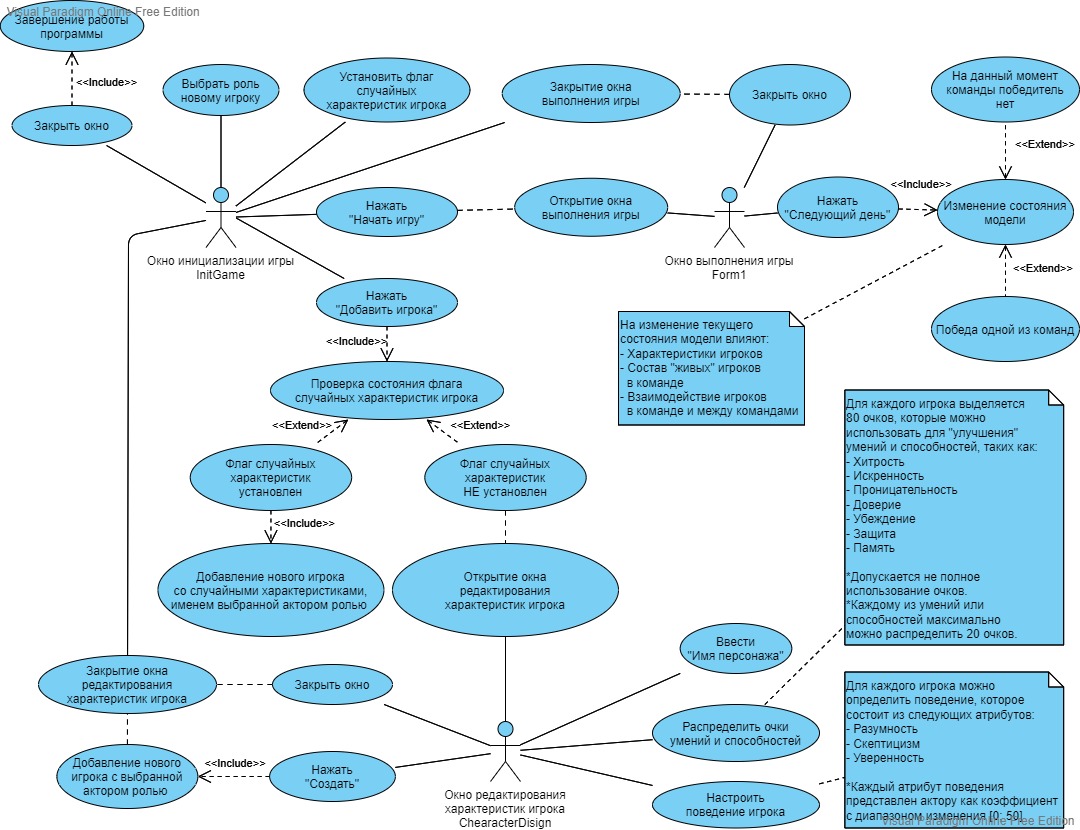 Visual Paradigm Online Free Edition
Завершение работы
программы
<<Include>>
Закрыть окно
Выбрать роль
новому игроку
Установить флаг
случайных
характеристик игрока
Закрытие окна
выполнения игры
Закрыть окно
На данный момент
команды победитель
нет
<<Extend>>
Нажать
"Начать игру"
Открытие окна
выполнения игры
Нажать
"Следующий день"
<<Include>>
Изменение состояния
модели
Окно инициализации игры
InitGame
Окно выполнения игры
Form1
<<Extend>>
Победа одной из команд
Нажать
"Добавить игрока"
<<Include>>
На изменение текущего
состояния модели влияют:
- Характеристики игроков
- Состав "живых" игроков
в команде
- Взаимодействие игроков
в команде и между командами
Проверка состояния флага
случайных характеристик игрока
<<Extend>>
<<Extend>>
Флаг случайных
характеристик
установлен
Флаг случайных
характеристик
НЕ установлен
<<Include>>
Для каждого игрока выделяется
80 очков, которые можно
использовать для "улучшения"
умений и способностей, таких как:
- Хитрость
- Искренность
- Проницательность
- Доверие
- Убеждение
- Защита
- Память
*Допускается не полное
использование очков.
*Каждому из умений или
способностей максимально
можно распределить 20 очков.
Добавление нового игрока
со случайными характеристиками,
именем выбранной актором ролью
Открытие окна
редактирования
характеристик игрока
Закрытие окна
редактирования
характеристик игрока
Закрыть окно
Ввести
"Имя персонажа"
Распределить очки
умений и способностей
Добавление нового
игрока с выбранной
актором ролью
<<Include>>
Нажать
"Создать"
Окно редактирования
характеристик игрока
ChearacterDisign
Настроить
поведение игрока
Для каждого игрока можно
определить поведение, которое
состоит из следующих атрибутов:
- Разумность
- Скептицизм
- Уверенность
*Каждый атрибут поведения
представлен актору как коэффициент
с диапазоном изменения [0; 50]
Visual Paradigm Online Free Edition